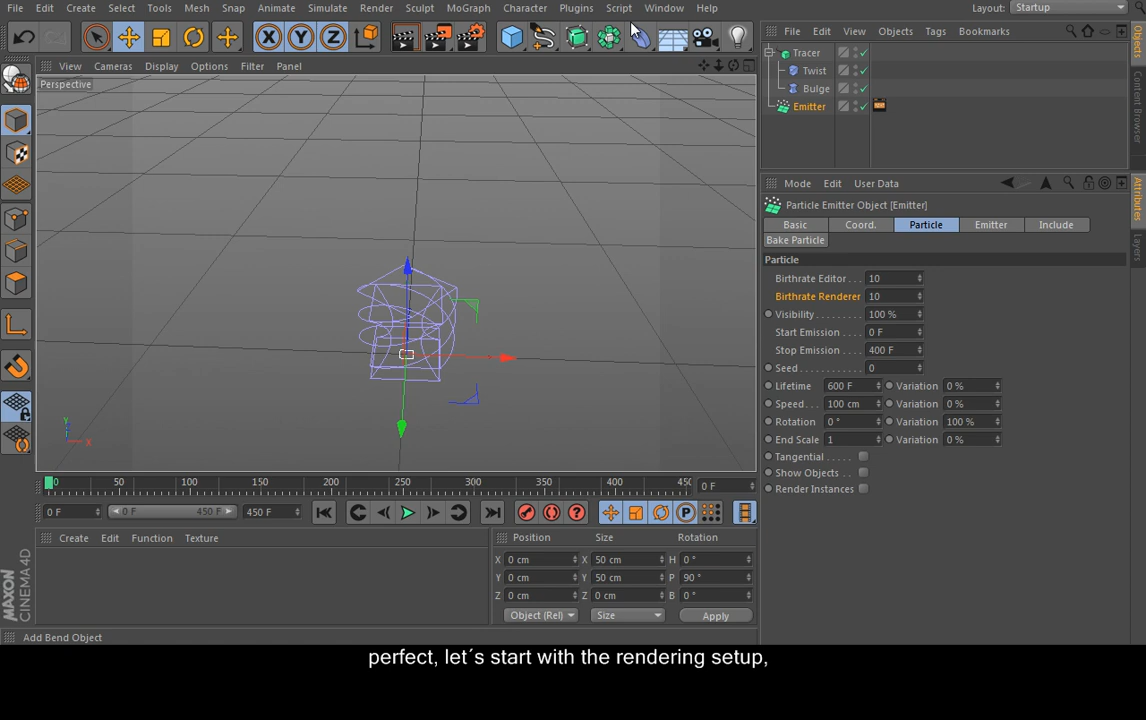 File Edit Create Select Tools Mesh Snap Animate Simulate Render Sculpt MoGraph Character Plugins Script Window Help Layout: Startup
File Edit View Objects Tags Bookmarks
View Cameras Display Options Filter Panel
Perspective
Tracer
Twist
Bulge
Emitter
Objects
Content Browser
Mode Edit User Data
Particle Emitter Object [Emitter]
Basic Coord. Particle Emitter Include
Bake Particle
Particle
Birthrate Editor . . . 10
Birthrate Renderer 10
Visibility . . . . . . . . . 100 %
Start Emission . . . . 0 F
Stop Emission . . . . 400 F
Seed . . . . . . . . . . . . 0
Lifetime 600 F Variation 0 %
Speed . . . 100 cm Variation 0 %
Rotation 0 ° Variation 100 %
End Scale 1 Variation 0 %
Tangential . . . . .
Show Objects . .
Render Instances
Attributes
Layers
Y
X
X Y Z
0 50 100 150 200 250 300 350 400 450 0 F
0 F 0 F 450 F 450 F
Create Edit Function Texture
Position Size Rotation
X 0 cm X 50 cm H 0 °
Y 0 cm Y 50 cm P 90 °
Z 0 cm Z 0 cm B 0 °
Object (Rel) Size Apply
MAXON
CINEMA 4D
Add Bend Object
perfect, let´s start with the rendering setup,